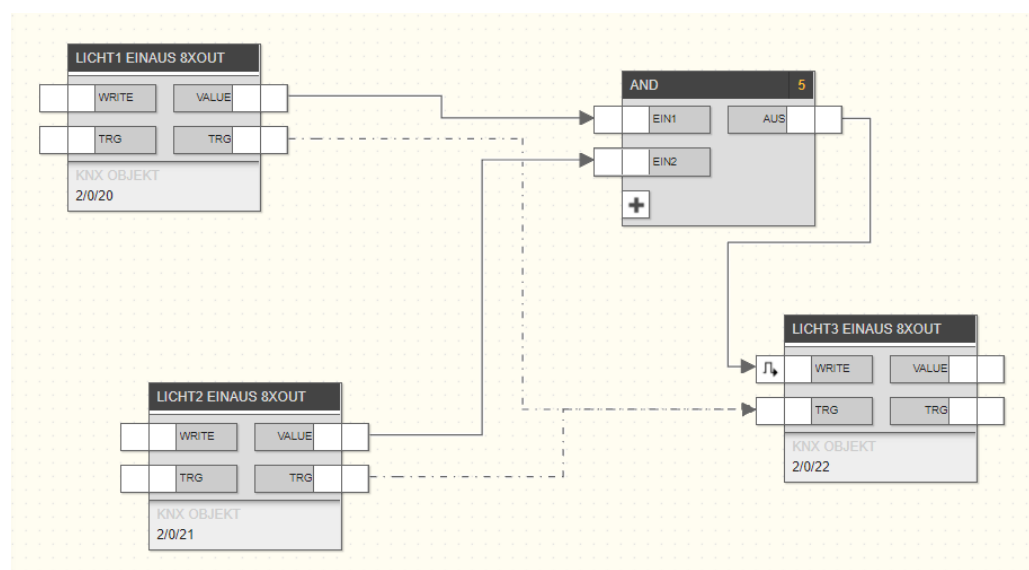 LICHT1 EINAUS 8XOUT
WRITE VALUE
TRG TRG
KNX OBJEKT
2/0/20
AND 5
EIN1 AUS
EIN2
LICHT3 EINAUS 8XOUT
WRITE VALUE
TRG TRG
KNX OBJEKT
2/0/22
LICHT2 EINAUS 8XOUT
WRITE VALUE
TRG TRG
KNX OBJEKT
2/0/21